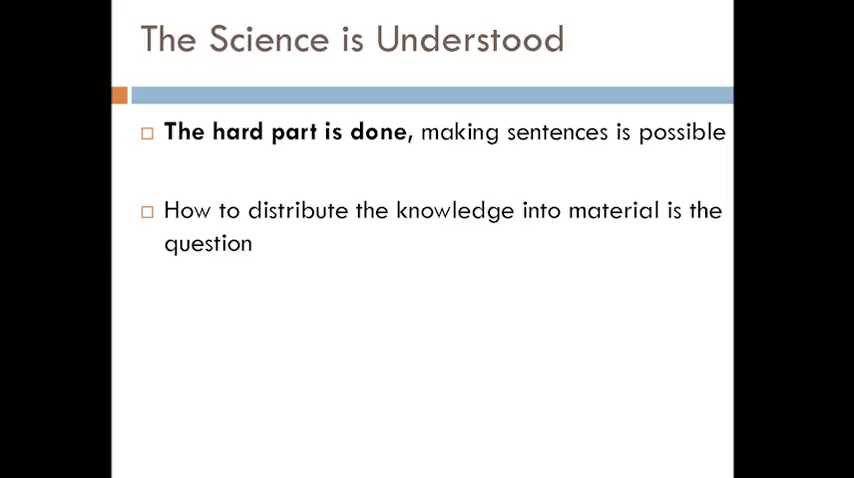 The Science is Understood
The hard part is done, making sentences is possible
How to distribute the knowledge into material is the
question